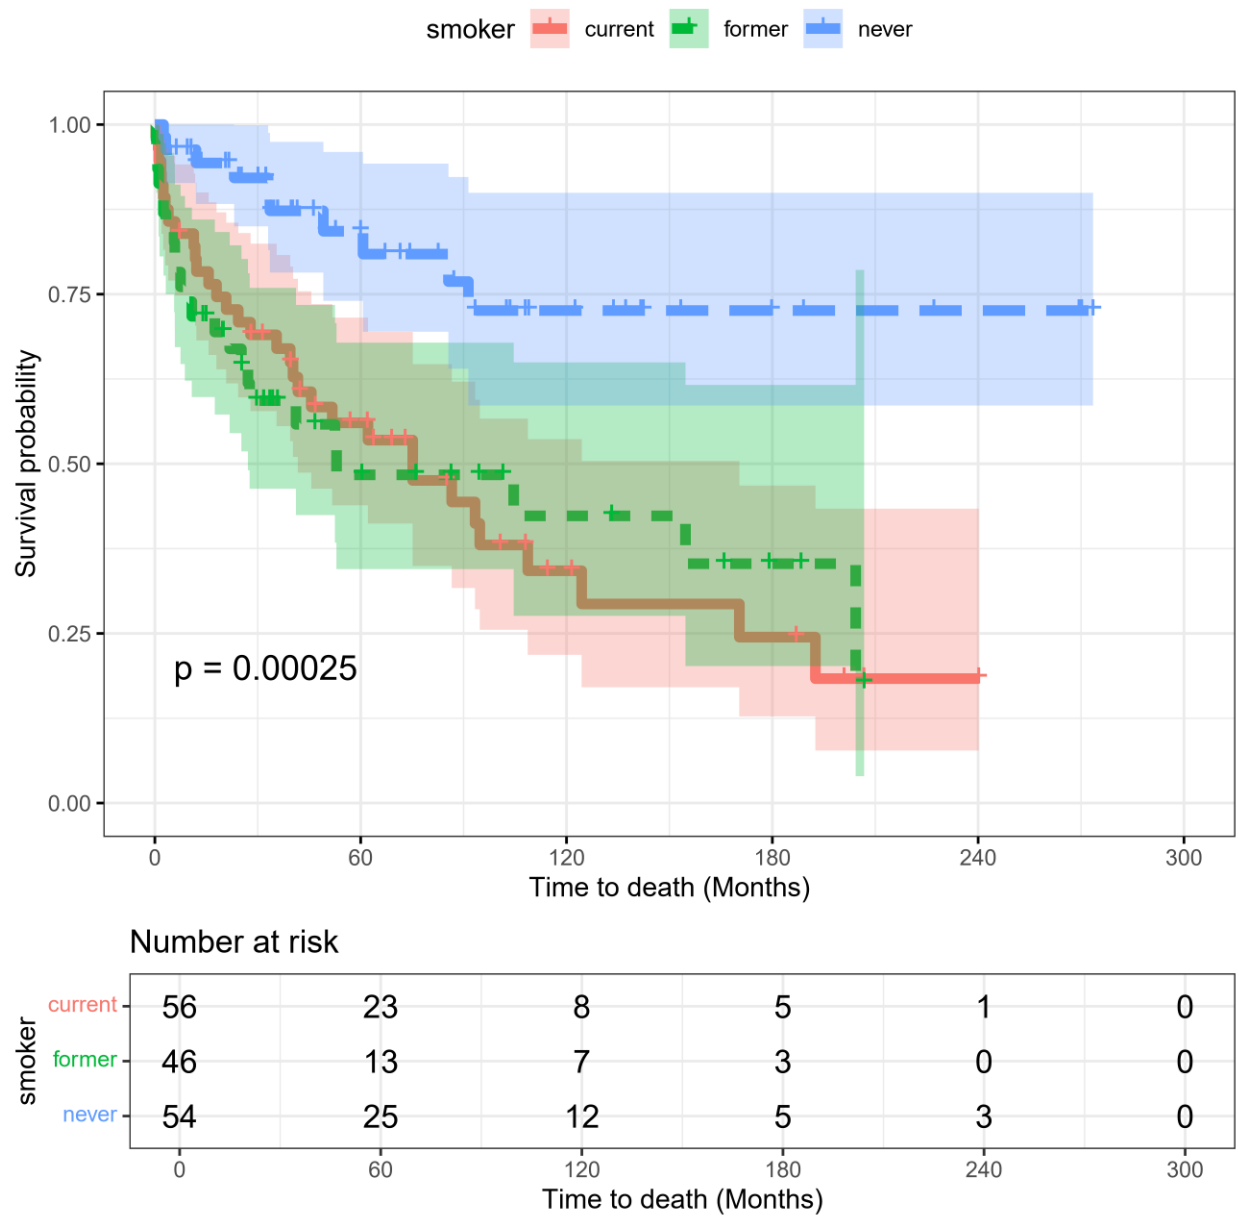 smoker current former never
Survival probability
1.00
0.75
0.50
0.25
0.00
p = 0.00025
0 60 120 180 240 300
Time to death (Months)
Number at risk
smoker
current 56 23 8 5 1 0
former 46 13 7 3 0 0
never 54 25 12 5 3 0
0 60 120 180 240 300
Time to death (Months)